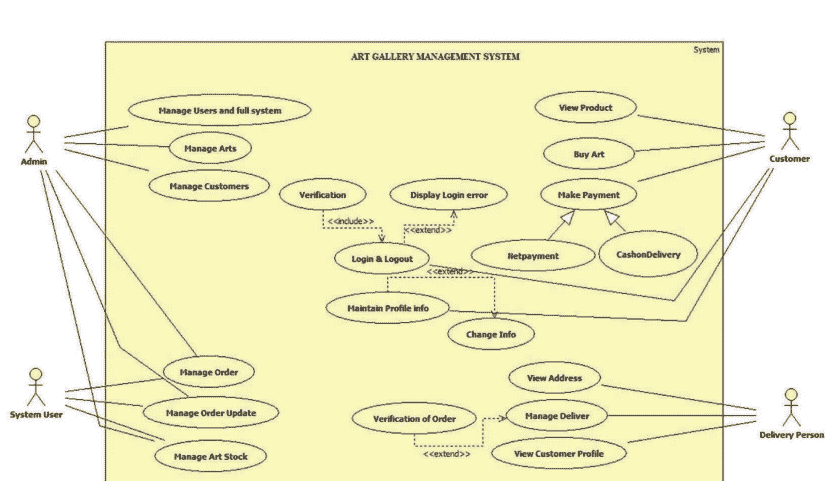 System
ART GALLERY MANAGEMENT SYSTEM
Manage Users and full system
View Product
Admin
Manage Arts
Buy Art
Customer
Manage Customers
Verification
Display Login error
Make Payment
<<include>>
<<extend>>
Login & Logout
Netpayment
CashonDelivery
<<extend>>
Maintain Profile info
Change Info
Manage Order
View Address
System User
Manage Order Update
Verification of Order
Manage Deliver
Delivery Person
Manage Art Stock
<<extend>>
View Customer Profile